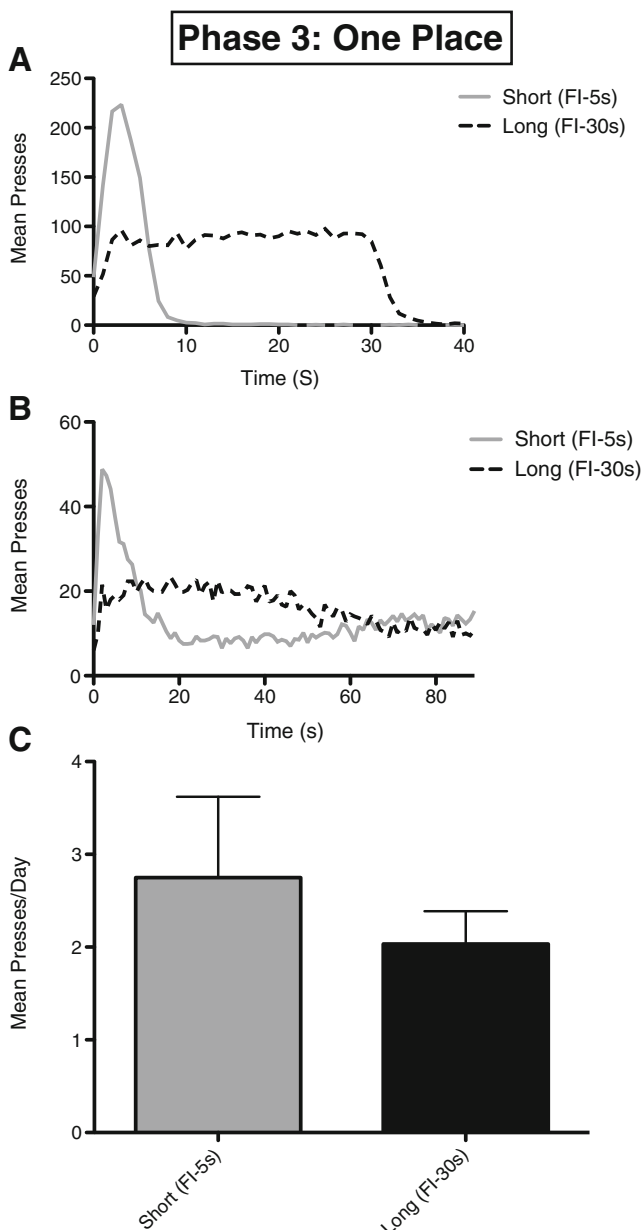 Phase 3: One Place
A
250
200
150
100
50
0
Mean Presses
Short (FI-5s)
Long (FI-30s)
0 10 20 30 40
Time (S)
B
60
40
20
0
Mean Presses
Short (FI-5s)
Long (FI-30s)
0 20 40 60 80
Time (s)
C
4
3
2
1
0
Mean Presses/Day
Short (FI-5s)
Long (FI-30s)